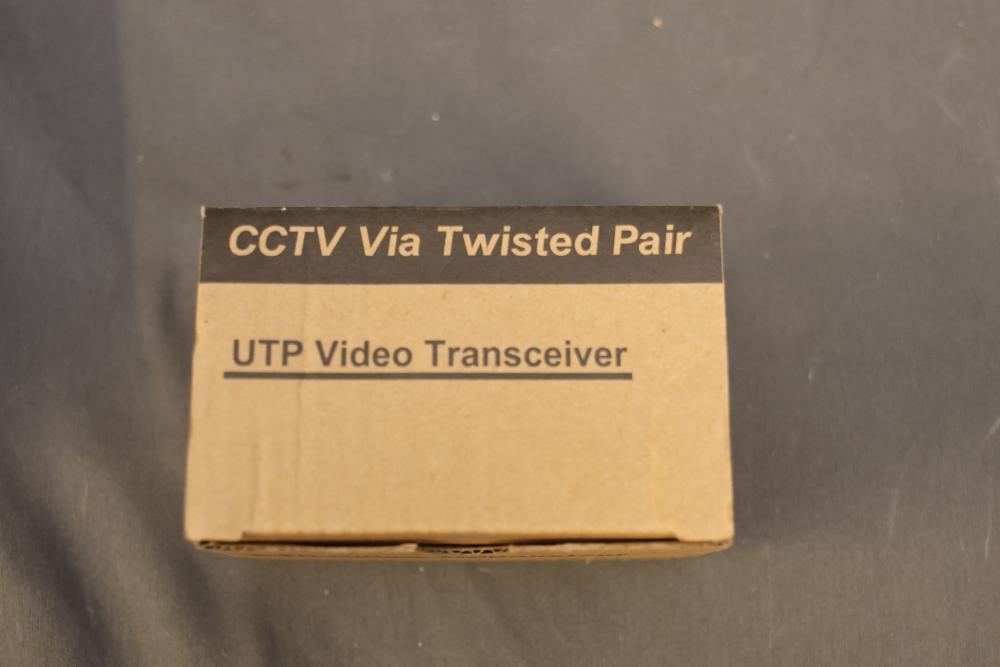 CCTV Via Twisted Pair
UTP Video Transceiver